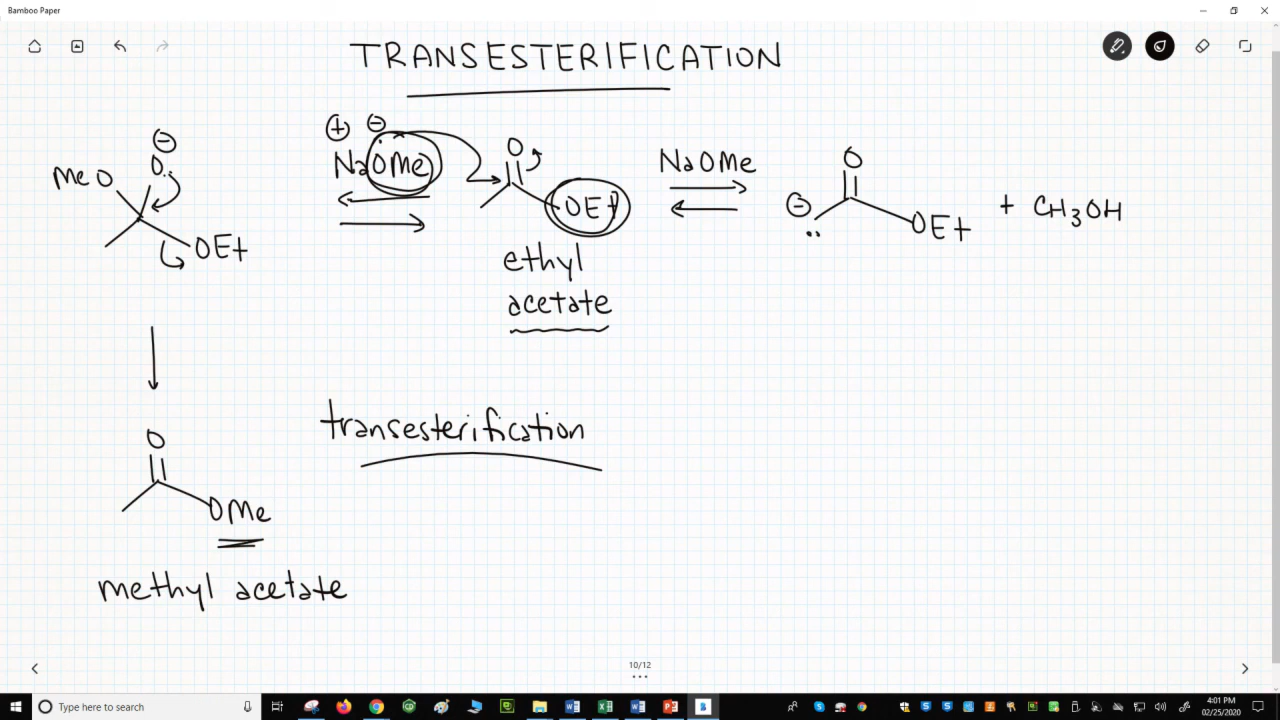 Bamboo Paper
TRANSESTERIFICATION
⊕ ⊖
NaOMe
⊖
MeO
O
OEt
O
OEt
ethyl
acetate
NaOMe
O
⊖
OEt
+ CH3OH
transesterification
O
OMe
methyl acetate
10/12
Type here to search
4:01 PM
02/25/2020